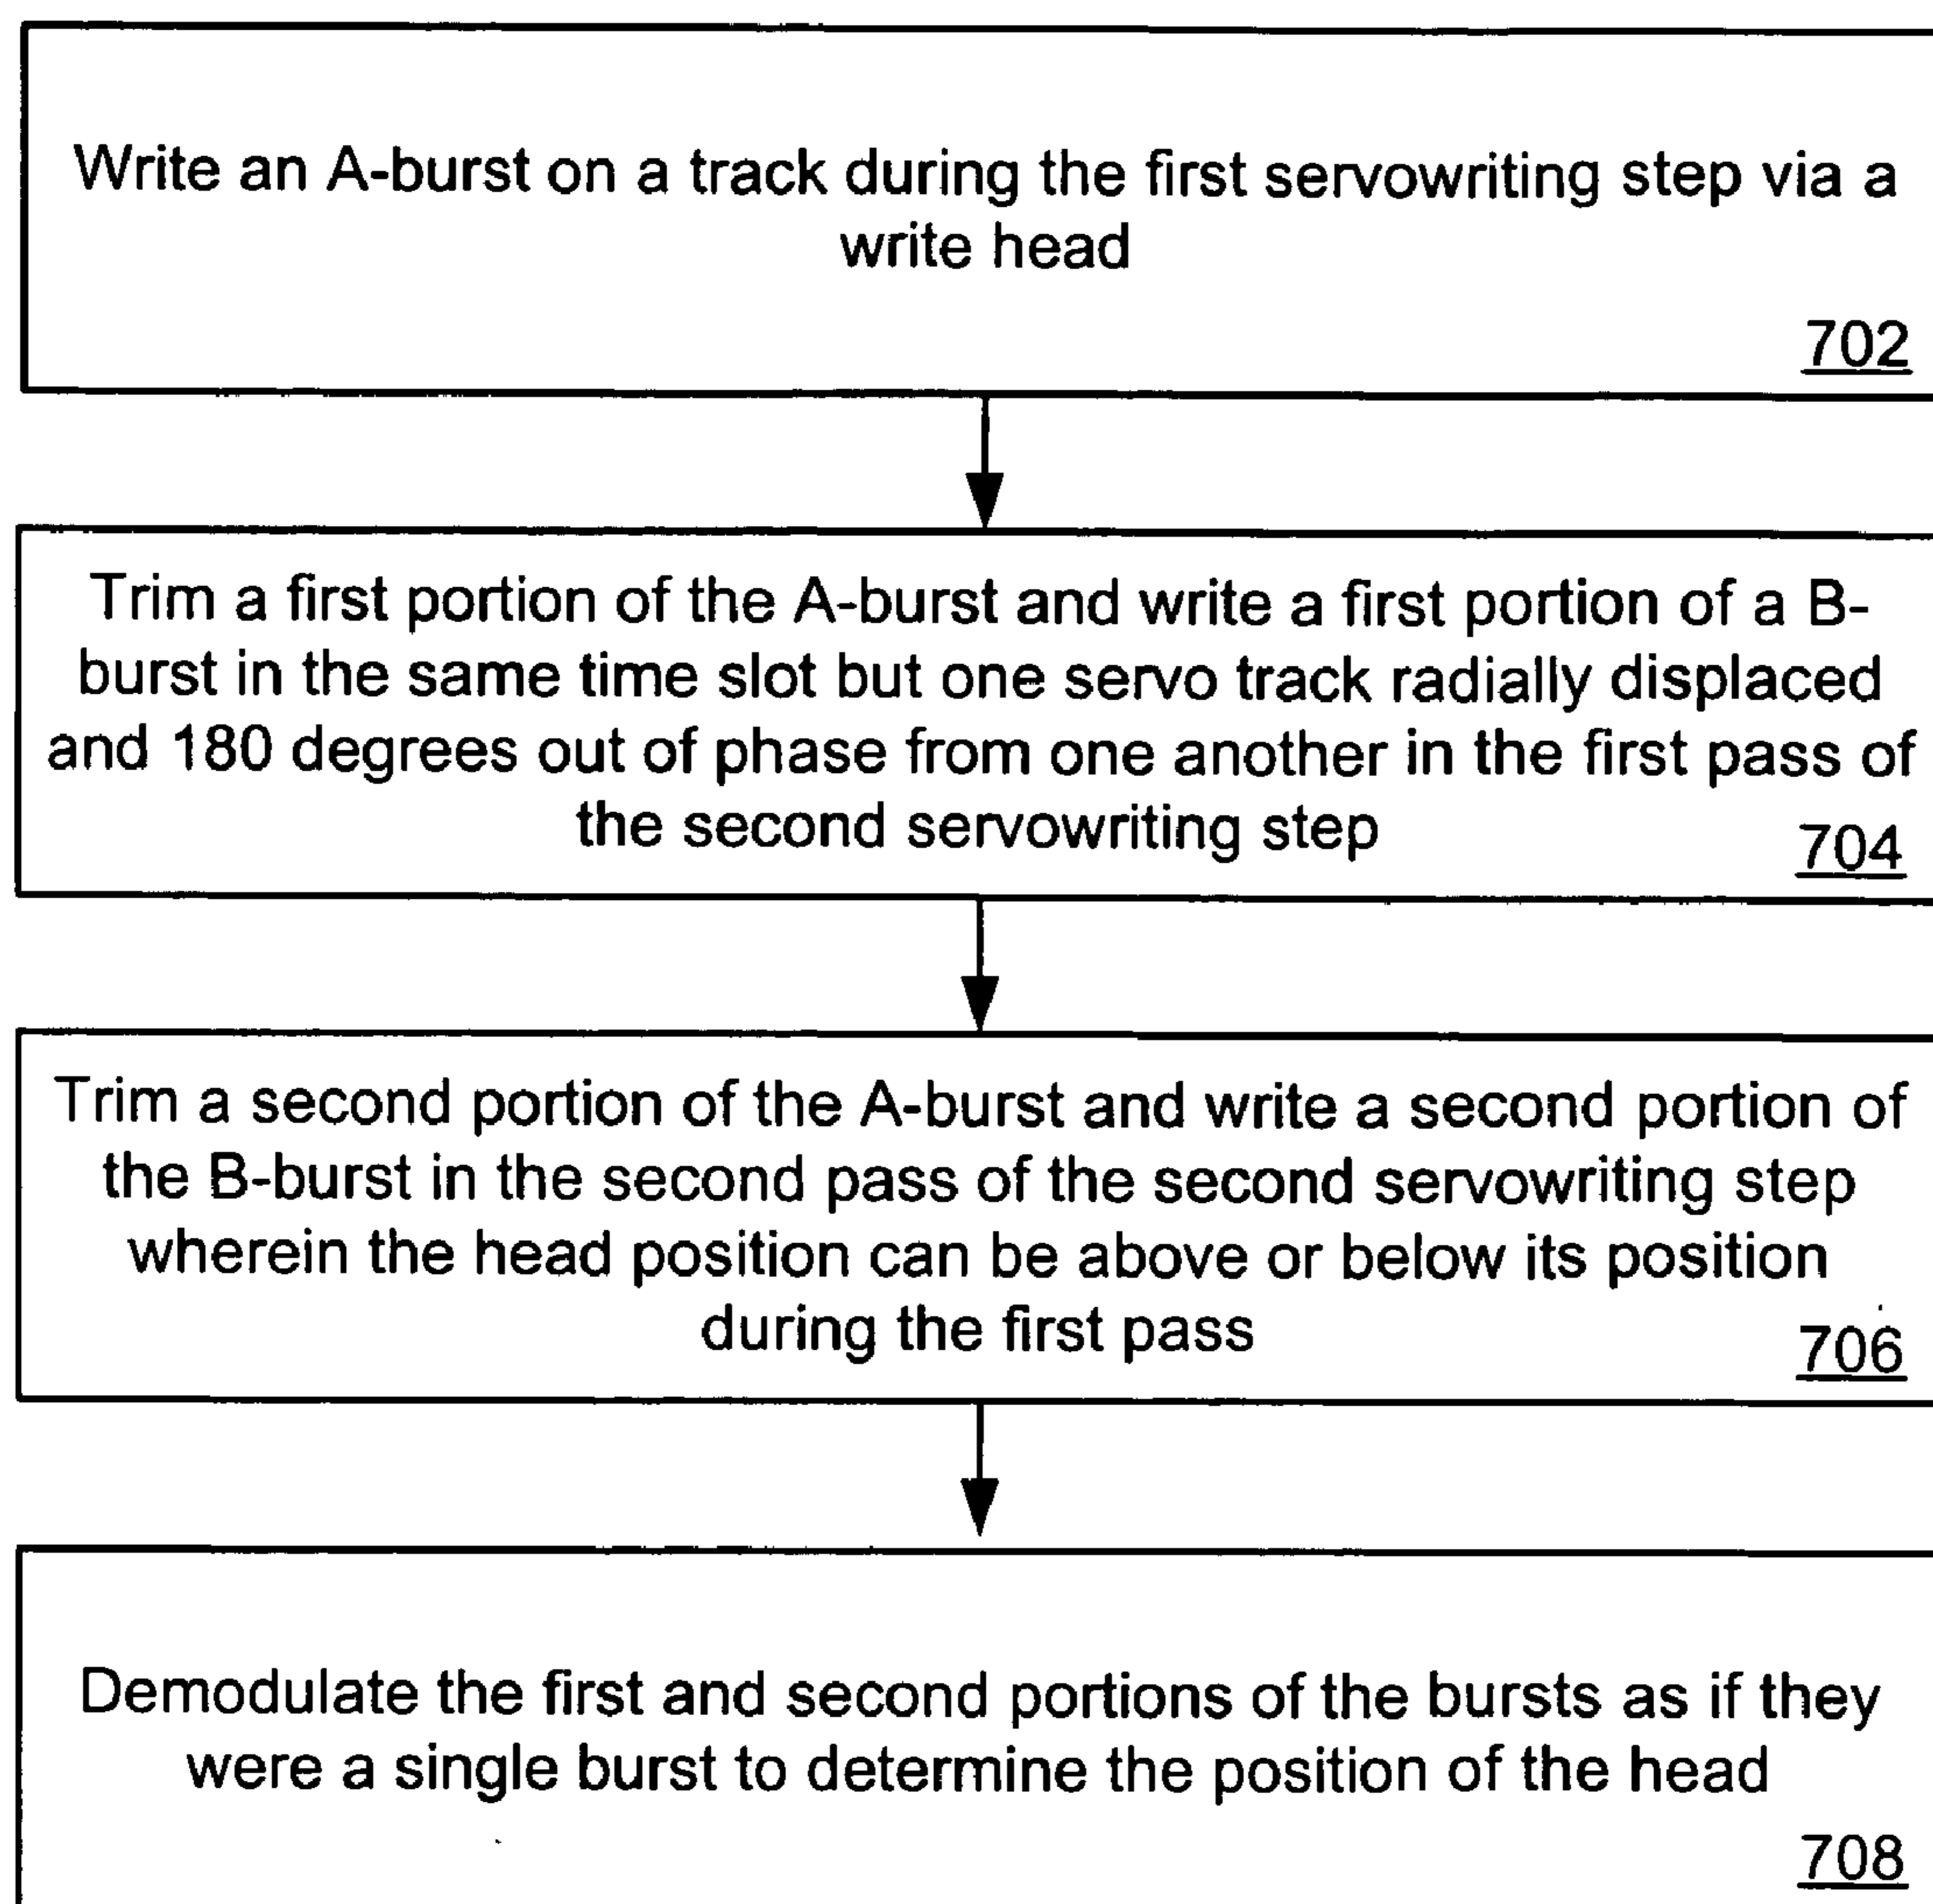 Write an A-burst on a track during the first servowriting step via a
write head
702
Trim a first portion of the A-burst and write a first portion of a B-
burst in the same time slot but one servo track radially displaced
and 180 degrees out of phase from one another in the first pass of
the second servowriting step
704
Trim a second portion of the A-burst and write a second portion of
the B-burst in the second pass of the second servowriting step
wherein the head position can be above or below its position
during the first pass
706
Demodulate the first and second portions of the bursts as if they
were a single burst to determine the position of the head
708